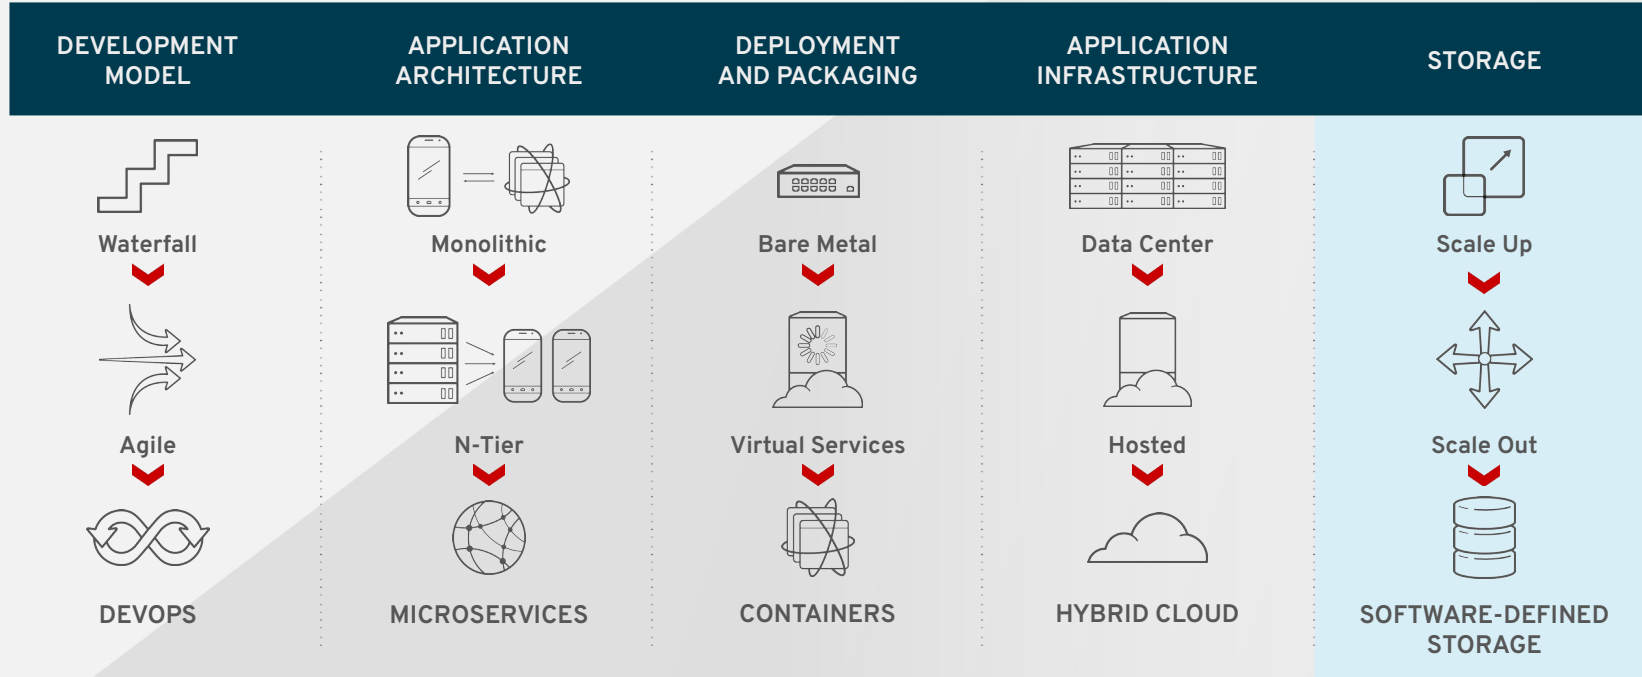 DEVELOPMENT
MODEL
APPLICATION
ARCHITECTURE
DEPLOYMENT
AND PACKAGING
APPLICATION
INFRASTRUCTURE
STORAGE
Waterfall
Monolithic
Bare Metal
Data Center
Scale Up
Agile
N-Tier
Virtual Services
Hosted
Scale Out
DEVOPS
MICROSERVICES
CONTAINERS
HYBRID CLOUD
SOFTWARE-DEFINED
STORAGE